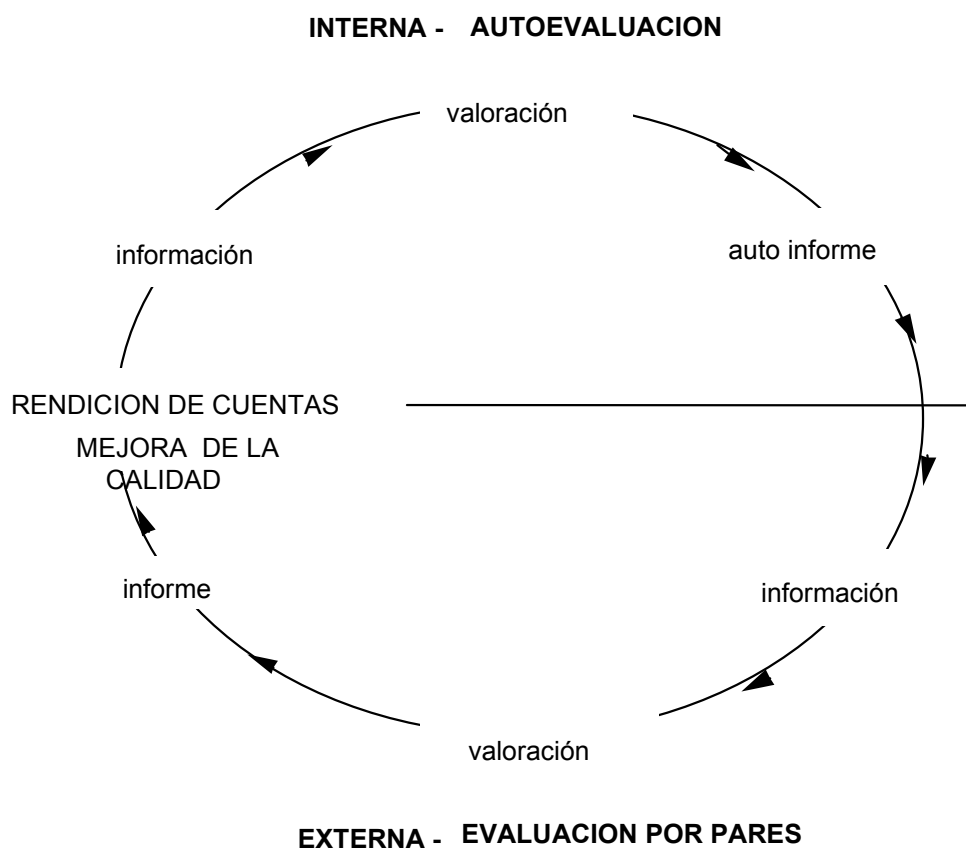 INTERNA - AUTOEVALUACION
valoración
información
auto informe
RENDICION DE CUENTAS
MEJORA DE LA
CALIDAD
informe
información
valoración
EXTERNA - EVALUACION POR PARES